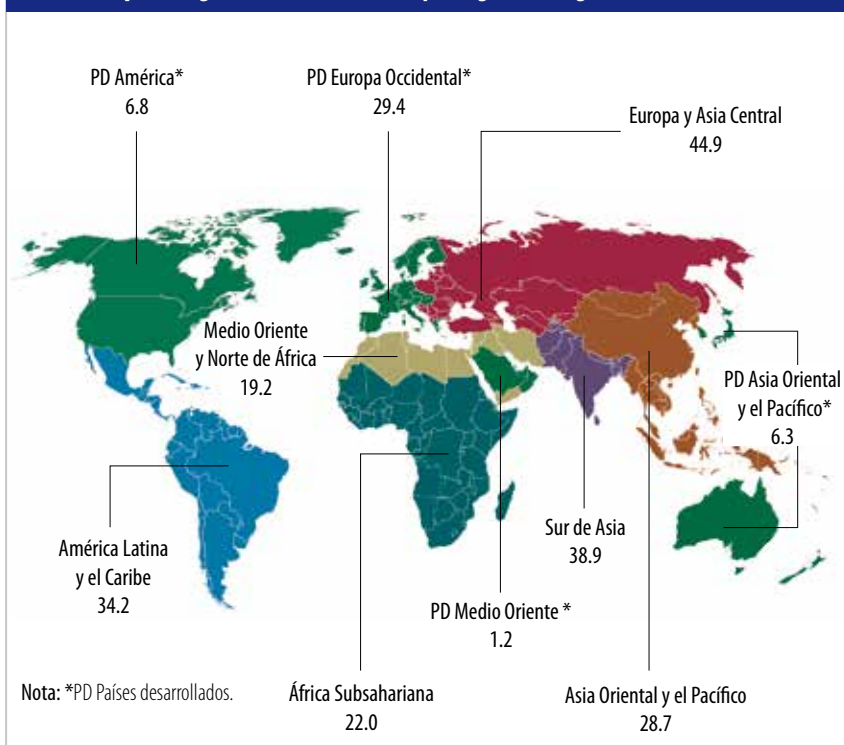 PD América*
6.8
PD Europa Occidental*
29.4
Europa y Asia Central
44.9
Medio Oriente
y Norte de África
19.2
PD Asia Oriental
y el Pacífico*
6.3
América Latina
y el Caribe
34.2
Sur de Asia
38.9
PD Medio Oriente *
1.2
Nota: *PD Países desarrollados.
África Subsahariana
22.0
Asia Oriental y el Pacífico
28.7